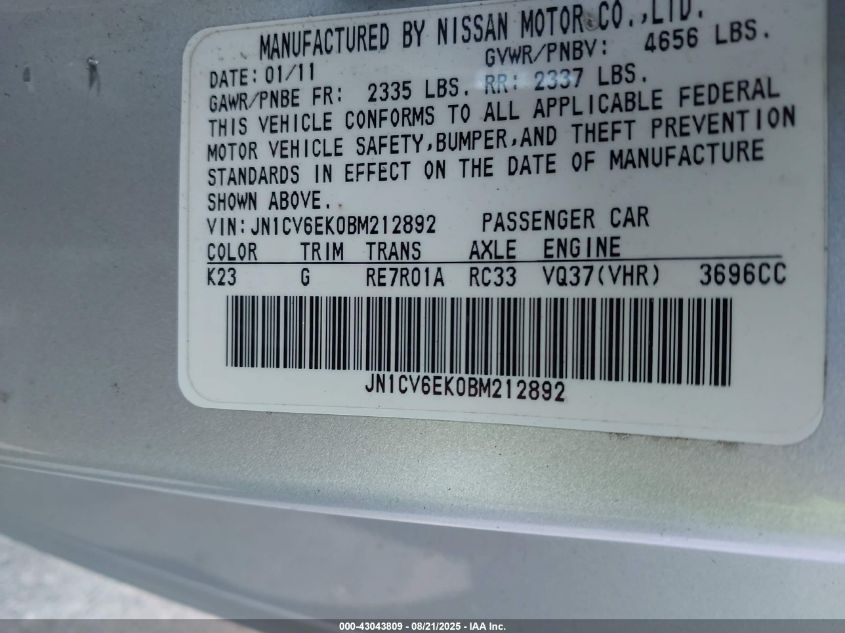 MANUFACTURED BY NISSAN MOTOR CO.,LTD.
DATE: 01/11 GVWR/PNBV: 4656 LBS.
GAWR/PNBE FR: 2335 LBS. RR: 2337 LBS.
THIS VEHICLE CONFORMS TO ALL APPLICABLE FEDERAL
MOTOR VEHICLE SAFETY,BUMPER,AND THEFT PREVENTION
STANDARDS IN EFFECT ON THE DATE OF MANUFACTURE
SHOWN ABOVE.
VIN: JN1CV6EK0BM212892 PASSENGER CAR
COLOR TRIM TRANS AXLE ENGINE
K23 G RE7R01A RC33 VQ37(VHR) 3696CC
JN1CV6EK0BM212892
000-43043809 - 08/21/2025 - IAA Inc.